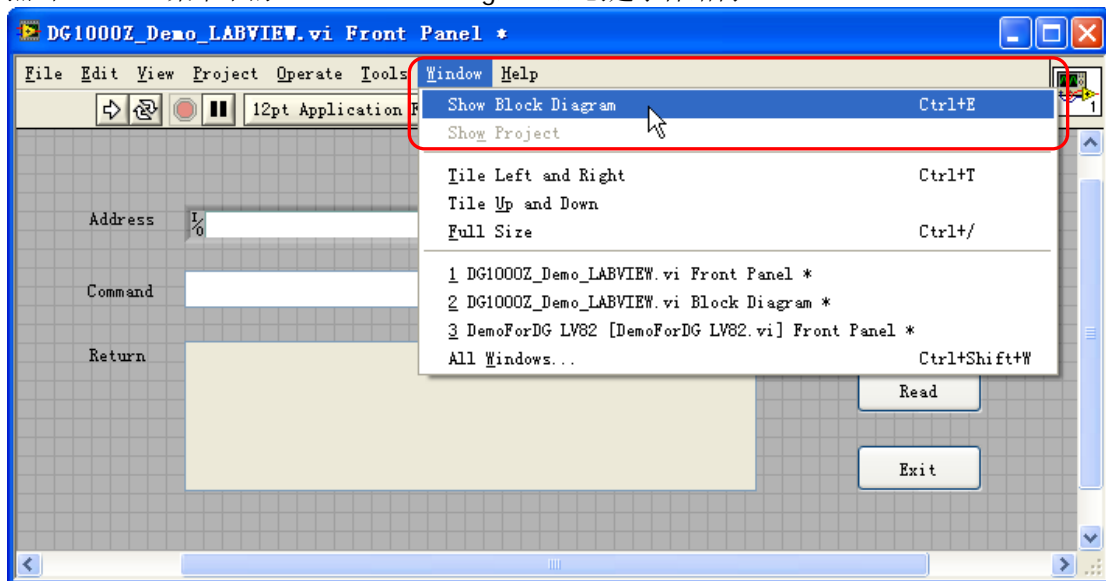 DG1000Z_Demo_LABVIEW.vi Front Panel *
File Edit View Project Operate Tools Window Help
12pt Application F
Show Block Diagram Ctrl+E
Show Project
Tile Left and Right Ctrl+T
Tile Up and Down
Full Size Ctrl+/
1 DG1000Z_Demo_LABVIEW.vi Front Panel *
2 DG1000Z_Demo_LABVIEW.vi Block Diagram *
3 DemoForDG LV82 [DemoForDG LV82.vi] Front Panel *
All Windows... Ctrl+Shift+W
Address
Command
Return
Read
Exit